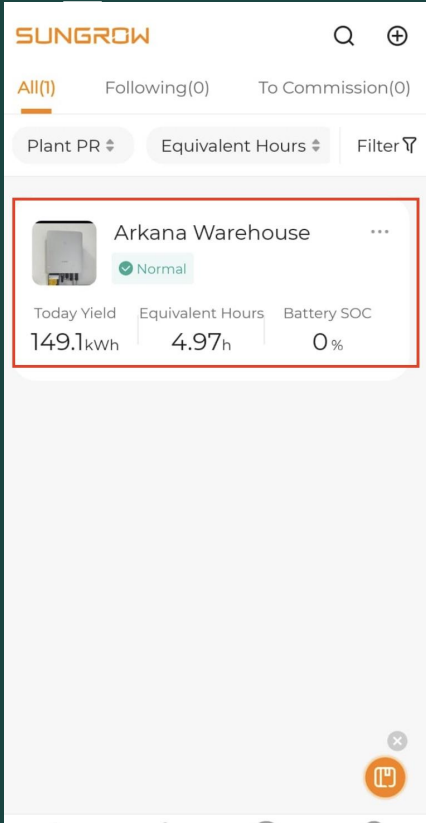 SUNGROW
All(1) Following(0) To Commission(0)
Plant PR Equivalent Hours Filter
Arkana Warehouse
Normal
Today Yield Equivalent Hours Battery SOC
149.1kWh 4.97h 0%